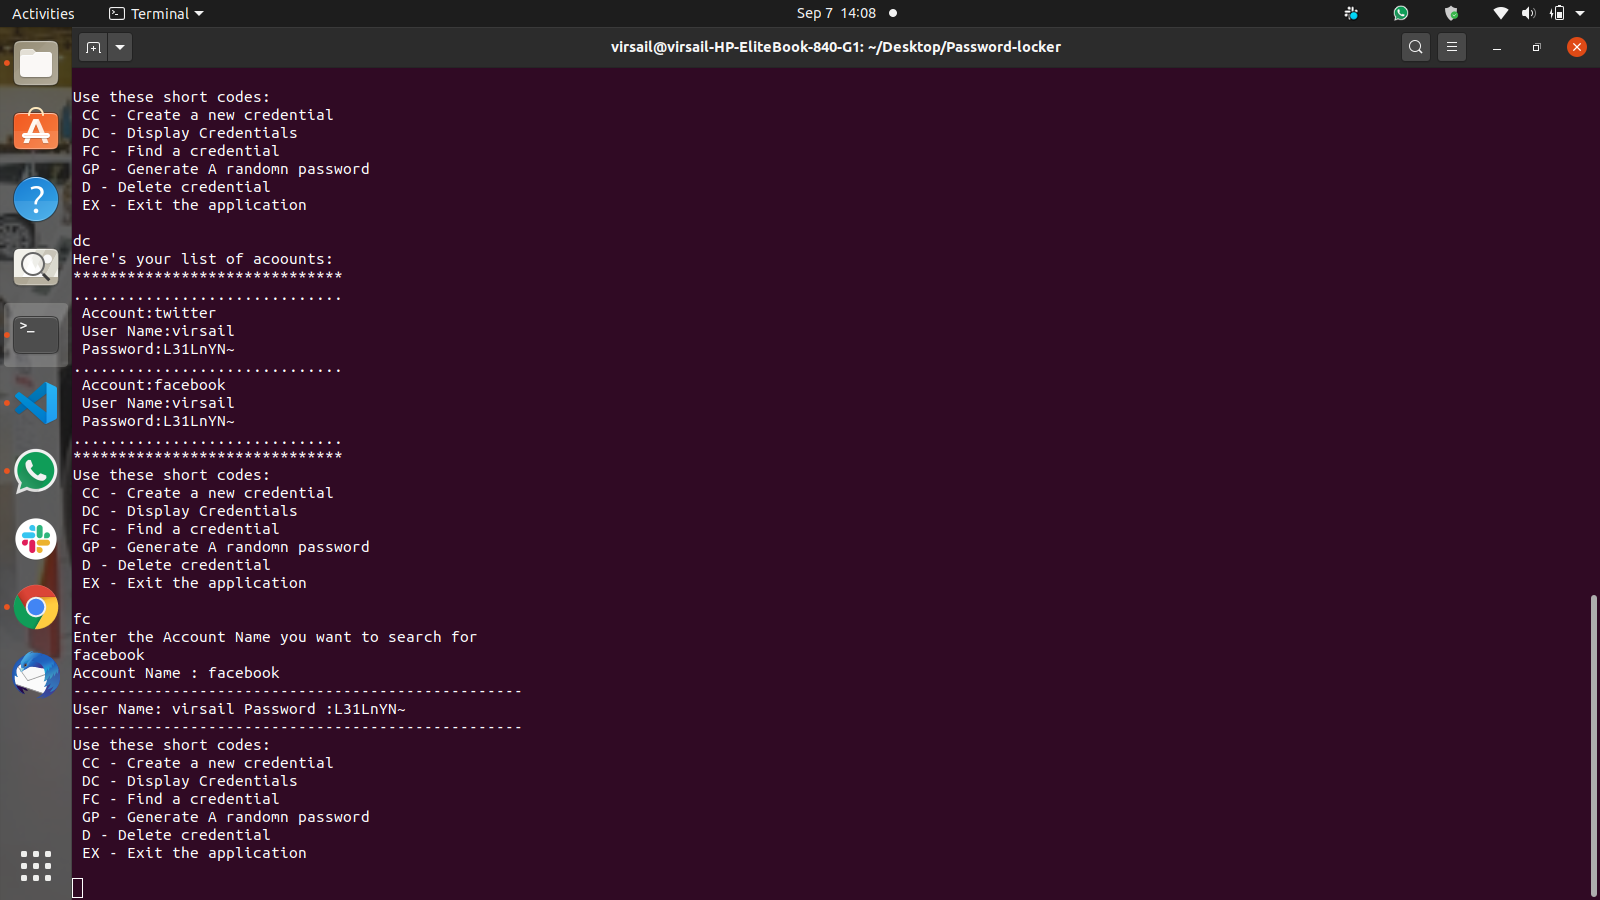 Activities Terminal Sep 7 14:08
virsail@virsail-HP-EliteBook-840-G1: ~/Desktop/Password-locker
Use these short codes:
CC - Create a new credential
DC - Display Credentials
FC - Find a credential
GP - Generate A randomn password
D - Delete credential
EX - Exit the application
dc
Here's your list of acoounts:
******************************
..............................
Account:twitter
User Name:virsail
Password:L31LnYN~
..............................
Account:facebook
User Name:virsail
Password:L31LnYN~
..............................
******************************
Use these short codes:
CC - Create a new credential
DC - Display Credentials
FC - Find a credential
GP - Generate A randomn password
D - Delete credential
EX - Exit the application
fc
Enter the Account Name you want to search for
facebook
Account Name : facebook
--------------------------------------------------
User Name: virsail Password :L31LnYN~
--------------------------------------------------
Use these short codes:
CC - Create a new credential
DC - Display Credentials
FC - Find a credential
GP - Generate A randomn password
D - Delete credential
EX - Exit the application